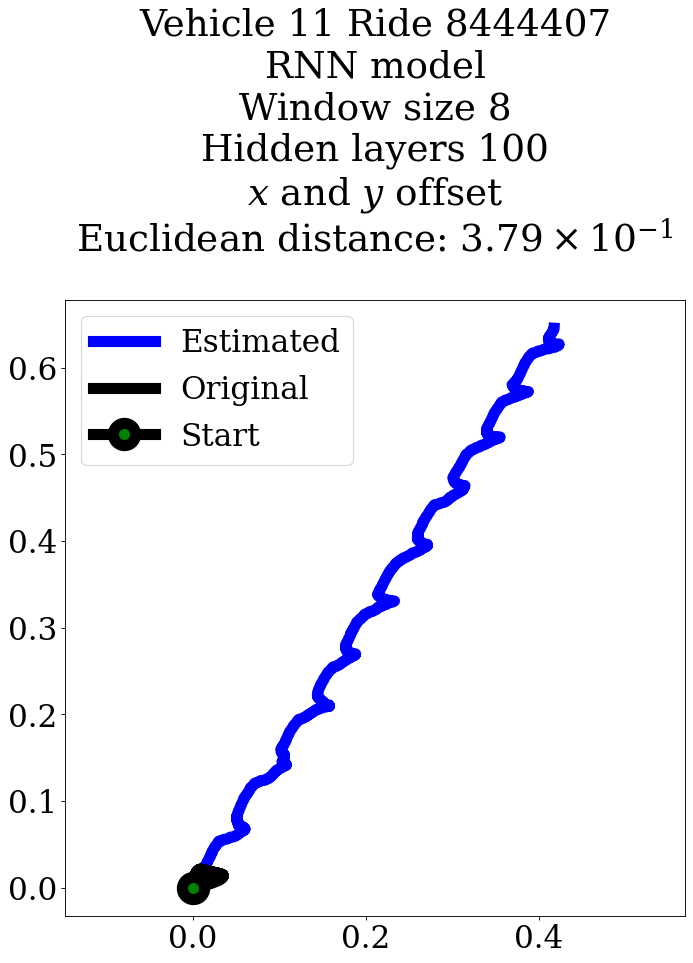 Vehicle 11 Ride 8444407
RNN model
Window size 8
Hidden layers 100
x and y offset
Euclidean distance: 3.79 × 10⁻¹
Estimated
Original
Start
0.6
0.5
0.4
0.3
0.2
0.1
0.0
0.0 0.2 0.4